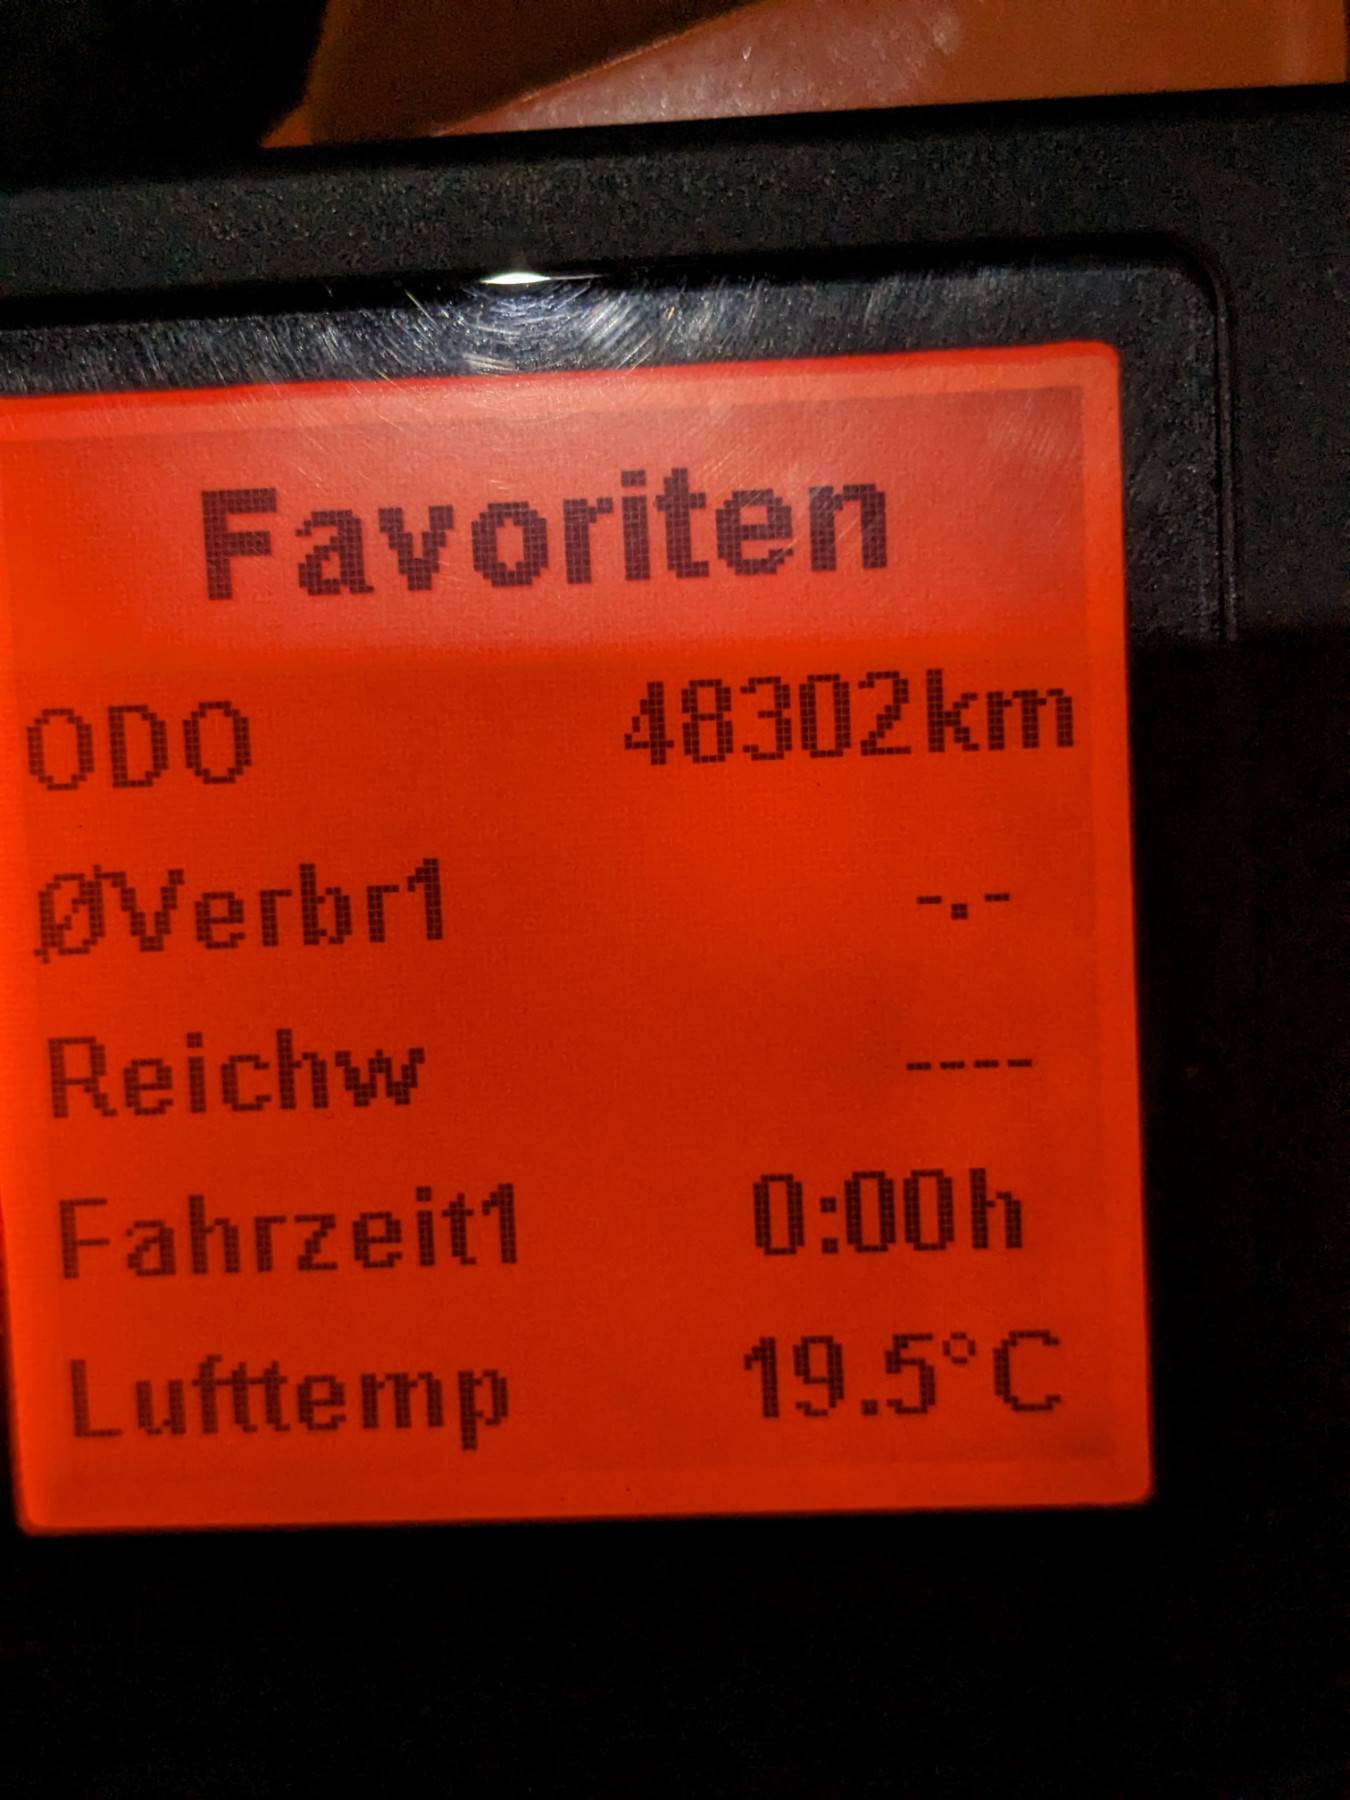 Favoriten
ODO 48302km
ØVerbr1 -.-
Reichw ----
Fahrzeit1 0:00h
Lufttemp 19.5°C